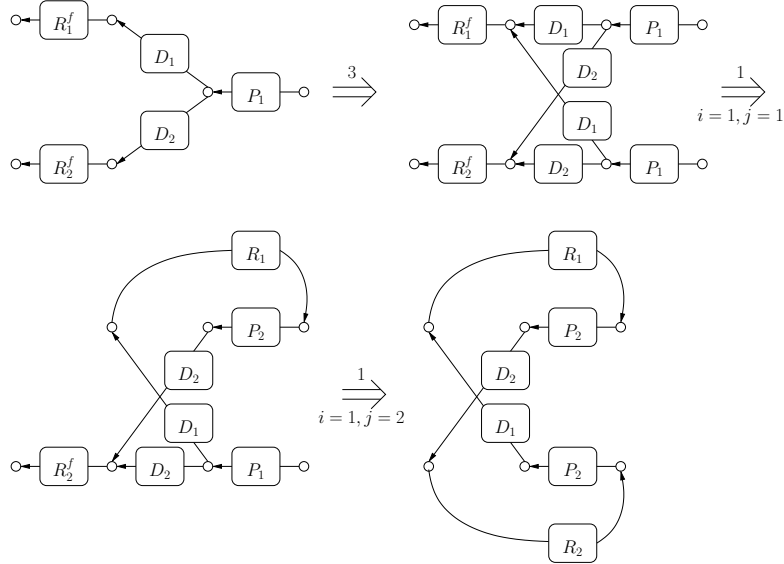 R_1^f D_1 P_1 D_2 R_2^f
3
R_1^f D_1 P_1 D_2 D_1 R_2^f D_2 P_1
1
i = 1, j = 1
R_1 P_2 D_2 D_1 R_2^f D_2 P_1
1
i = 1, j = 2
R_1 P_2 D_2 D_1 P_2 R_2